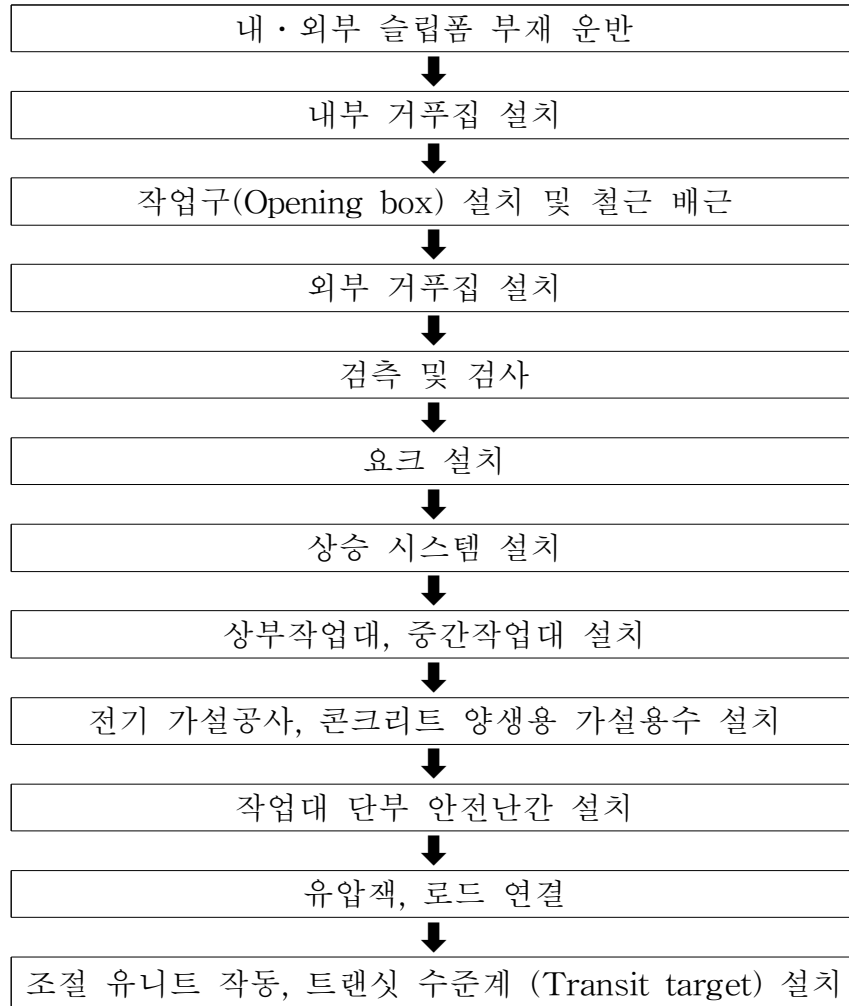 내·외부 슬립폼 부재 운반
내부 거푸집 설치
작업구(Opening box) 설치 및 철근 배근
외부 거푸집 설치
검측 및 검사
요크 설치
상승 시스템 설치
상부작업대, 중간작업대 설치
전기 가설공사, 콘크리트 양생용 가설용수 설치
작업대 단부 안전난간 설치
유압잭, 로드 연결
조절 유니트 작동, 트랜싯 수준계 (Transit target) 설치